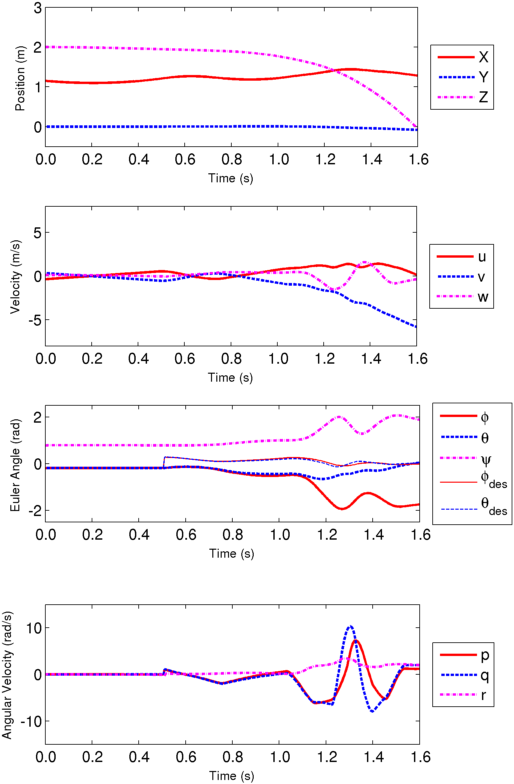 3
2
1
0
Position (m)
0.0 0.2 0.4 0.6 0.8 1.0 1.2 1.4 1.6
Time (s)
X
Y
Z
5
0
-5
Velocity (m/s)
0.0 0.2 0.4 0.6 0.8 1.0 1.2 1.4 1.6
Time (s)
u
v
w
2
0
-2
Euler Angle (rad)
0.0 0.2 0.4 0.6 0.8 1.0 1.2 1.4 1.6
Time (s)
ϕ
θ
ψ
ϕdes
θdes
10
0
-10
Angular Velocity (rad/s)
0.0 0.2 0.4 0.6 0.8 1.0 1.2 1.4 1.6
Time (s)
p
q
r